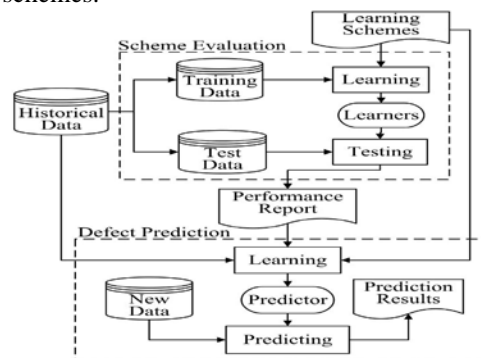 schemes.
Learning
Schemes
Scheme Evaluation
Training
Data
Learning
Historical
Data
Learners
Test
Data
Testing
Performance
Report
Defect Prediction
Learning
New
Data
Predictor
Prediction
Results
Predicting